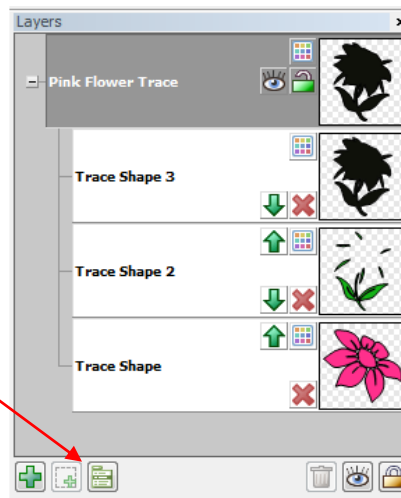 Layers
Pink Flower Trace
Trace Shape 3
Trace Shape 2
Trace Shape